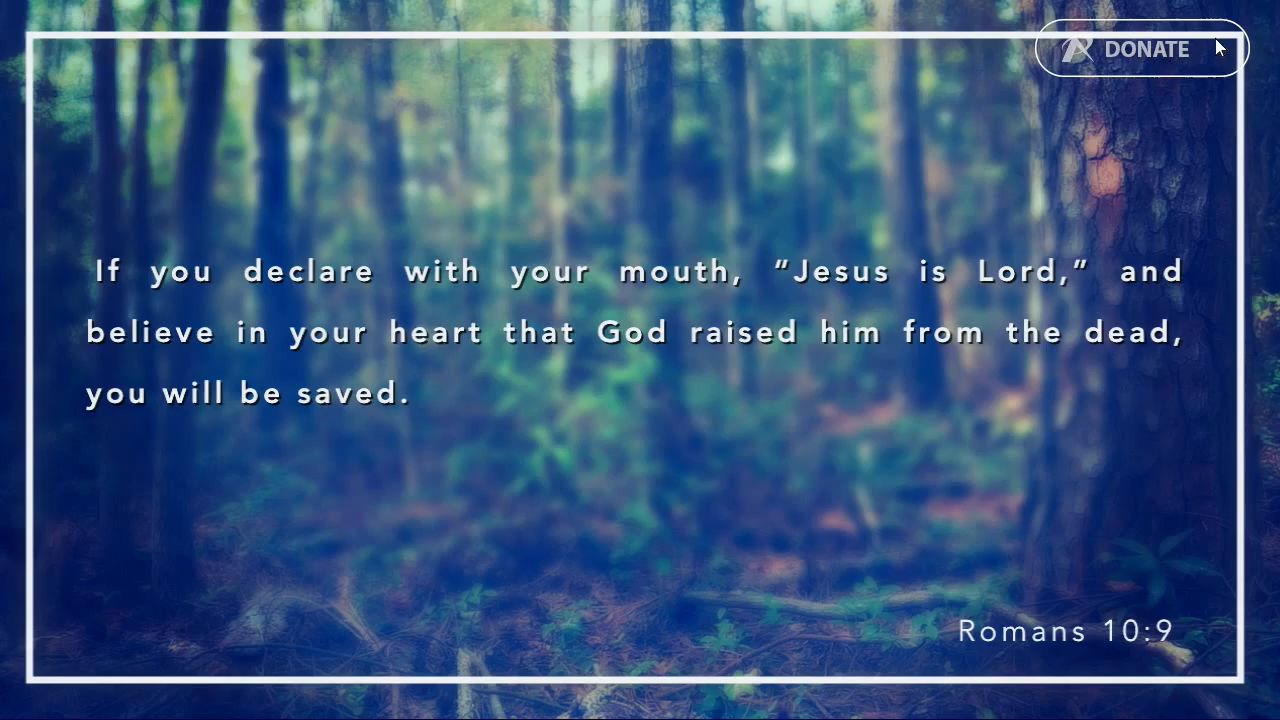 DONATE
If you declare with your mouth, “Jesus is Lord,” and
believe in your heart that God raised him from the dead,
you will be saved.
Romans 10:9